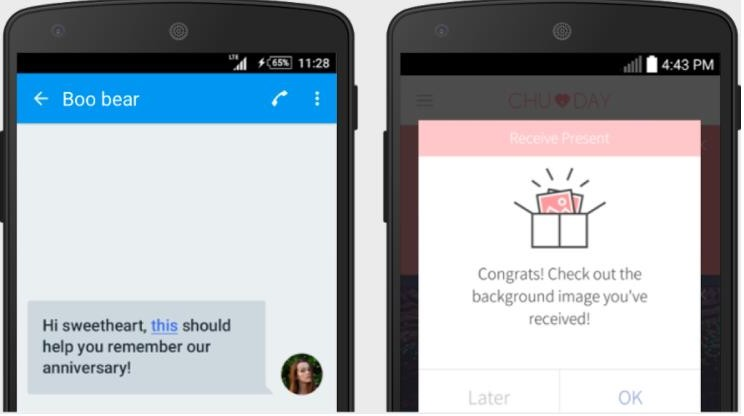 LTE 65% 11:28
Boo bear
Hi sweetheart, this should
help you remember our
anniversary!
4:43 PM
CHU DAY
Receive Present
Congrats! Check out the
background image you've
received!
Later OK